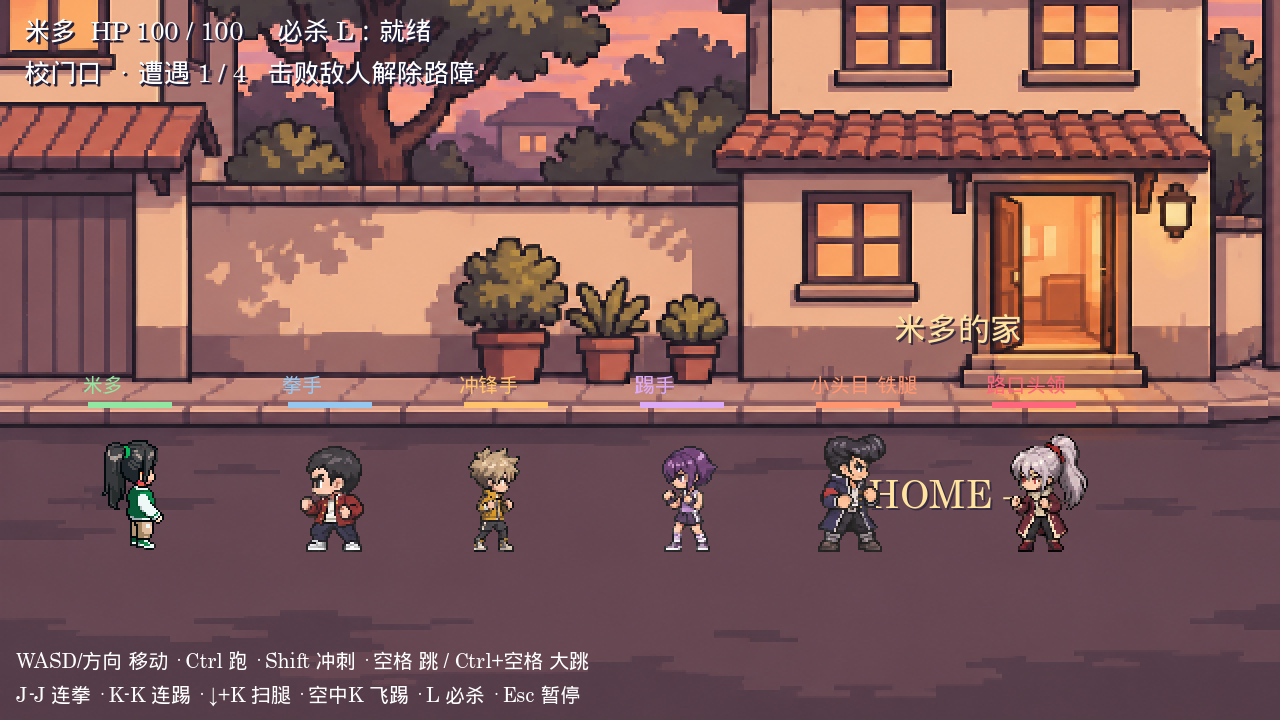 米多 HP 100 / 100 · 必杀 L：就绪
校门口 · 遭遇 1 / 4 击败敌人解除路障
米多的家
米多
拳手
冲锋手
踢手
小头目·铁腿
路口头领
HOME →
WASD/方向 移动 · Ctrl 跑 · Shift 冲刺 · 空格 跳 / Ctrl+空格 大跳
J-J 连拳 · K-K 连踢 · ↓+K 扫腿 · 空中K 飞踢 · L 必杀 · Esc 暂停